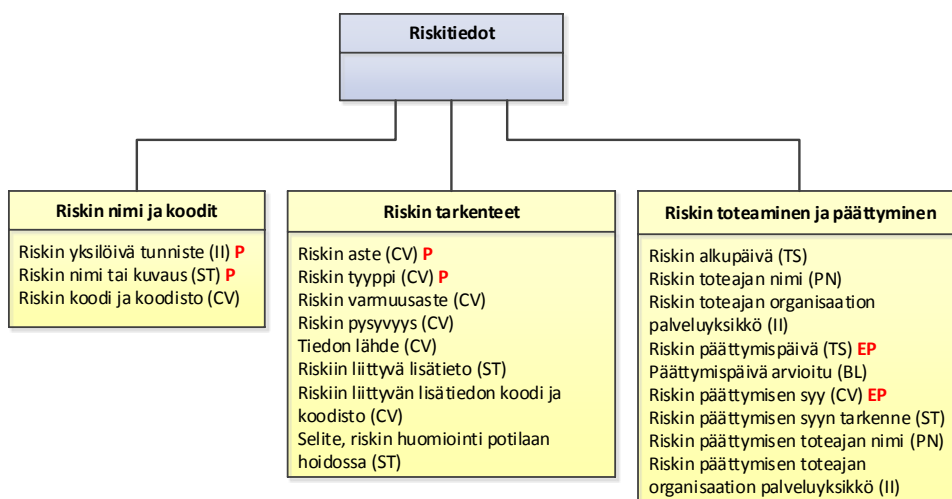 Riskitiedot
Riskin nimi ja koodit
Riskin yksilöivä tunniste (II) P
Riskin nimi tai kuvaus (ST) P
Riskin koodi ja koodisto (CV)
Riskin tarkenteet
Riskin aste (CV) P
Riskin tyyppi (CV) P
Riskin varmuusaste (CV)
Riskin pysyvyys (CV)
Tiedon lähde (CV)
Riskiin liittyvä lisätieto (ST)
Riskiin liittyvän lisätiedon koodi ja
koodisto (CV)
Selite, riskin huomiointi potilaan
hoidossa (ST)
Riskin toteaminen ja päättyminen
Riskin alkupäivä (TS)
Riskin toteajan nimi (PN)
Riskin toteajan organisaation
palveluyksikkö (II)
Riskin päättymispäivä (TS) EP
Päättymispäivä arvioitu (BL)
Riskin päättymisen syy (CV) EP
Riskin päättymisen syyn tarkenne (ST)
Riskin päättymisen toteajan nimi (PN)
Riskin päättymisen toteajan
organisaation palveluyksikkö (II)